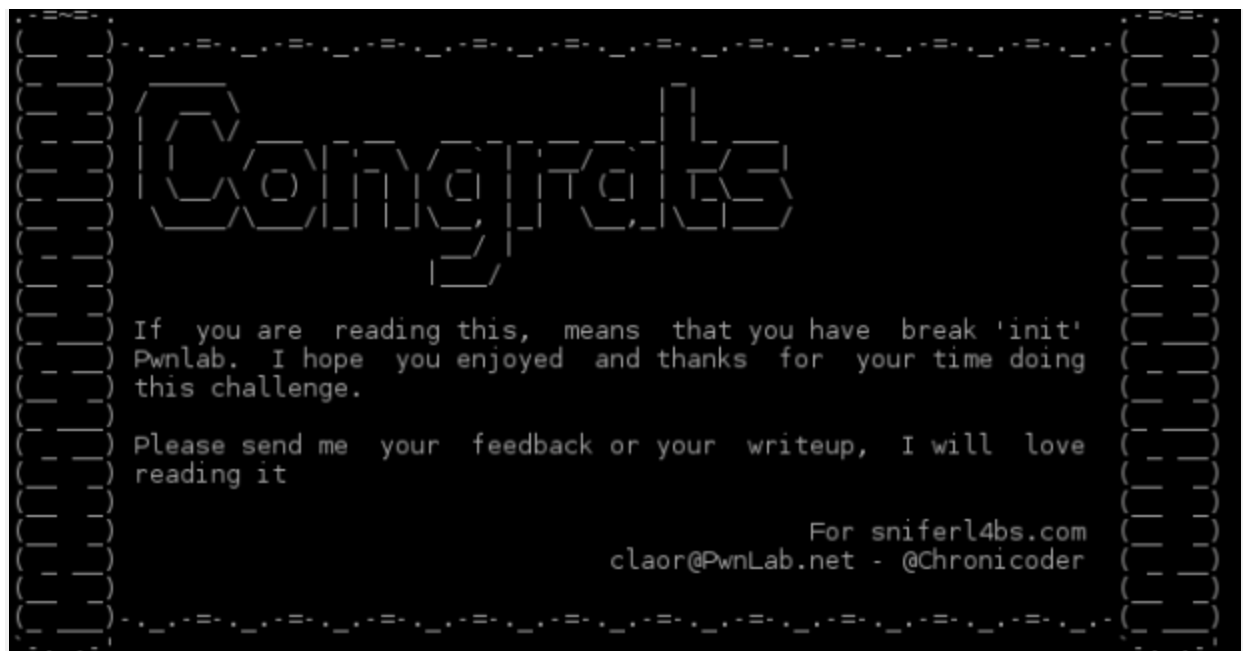 Congrats
If you are reading this, means that you have break 'init'
Pwnlab. I hope you enjoyed and thanks for your time doing
this challenge.
Please send me your feedback or your writeup, I will love
reading it
For sniferl4bs.com
claor@PwnLab.net - @Chronicoder